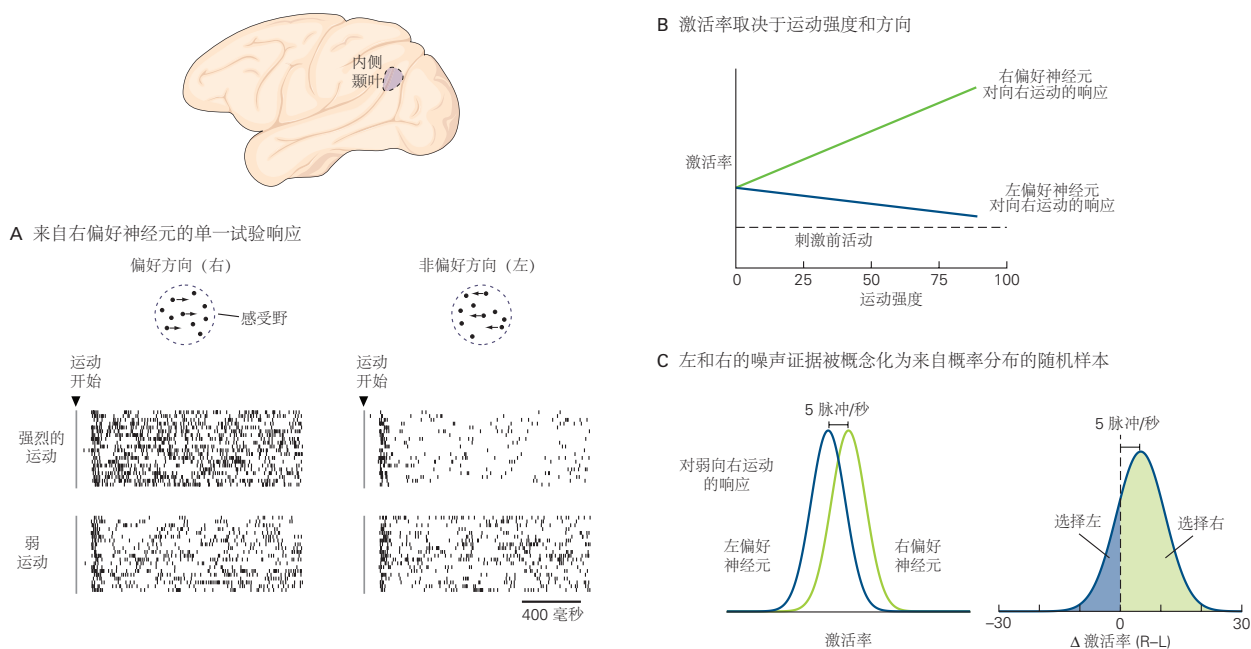 内侧
颞叶
A 来自右偏好神经元的单一试验响应
偏好方向 (右)
非偏好方向 (左)
感受野
运动
开始
运动
开始
强烈的
运动
弱
运动
400 毫秒
B 激活率取决于运动强度和方向
右偏好神经元
对向右运动的响应
激活率
左偏好神经元
对向右运动的响应
刺激前活动
0 25 50 75 100
运动强度
C 左和右的噪声证据被概念化为来自概率分布的随机样本
5 脉冲/秒
对弱向右运动
的响应
左偏好
神经元
右偏好
神经元
激活率
5 脉冲/秒
选择左
选择右
–30 0 30
Δ 激活率 (R–L)